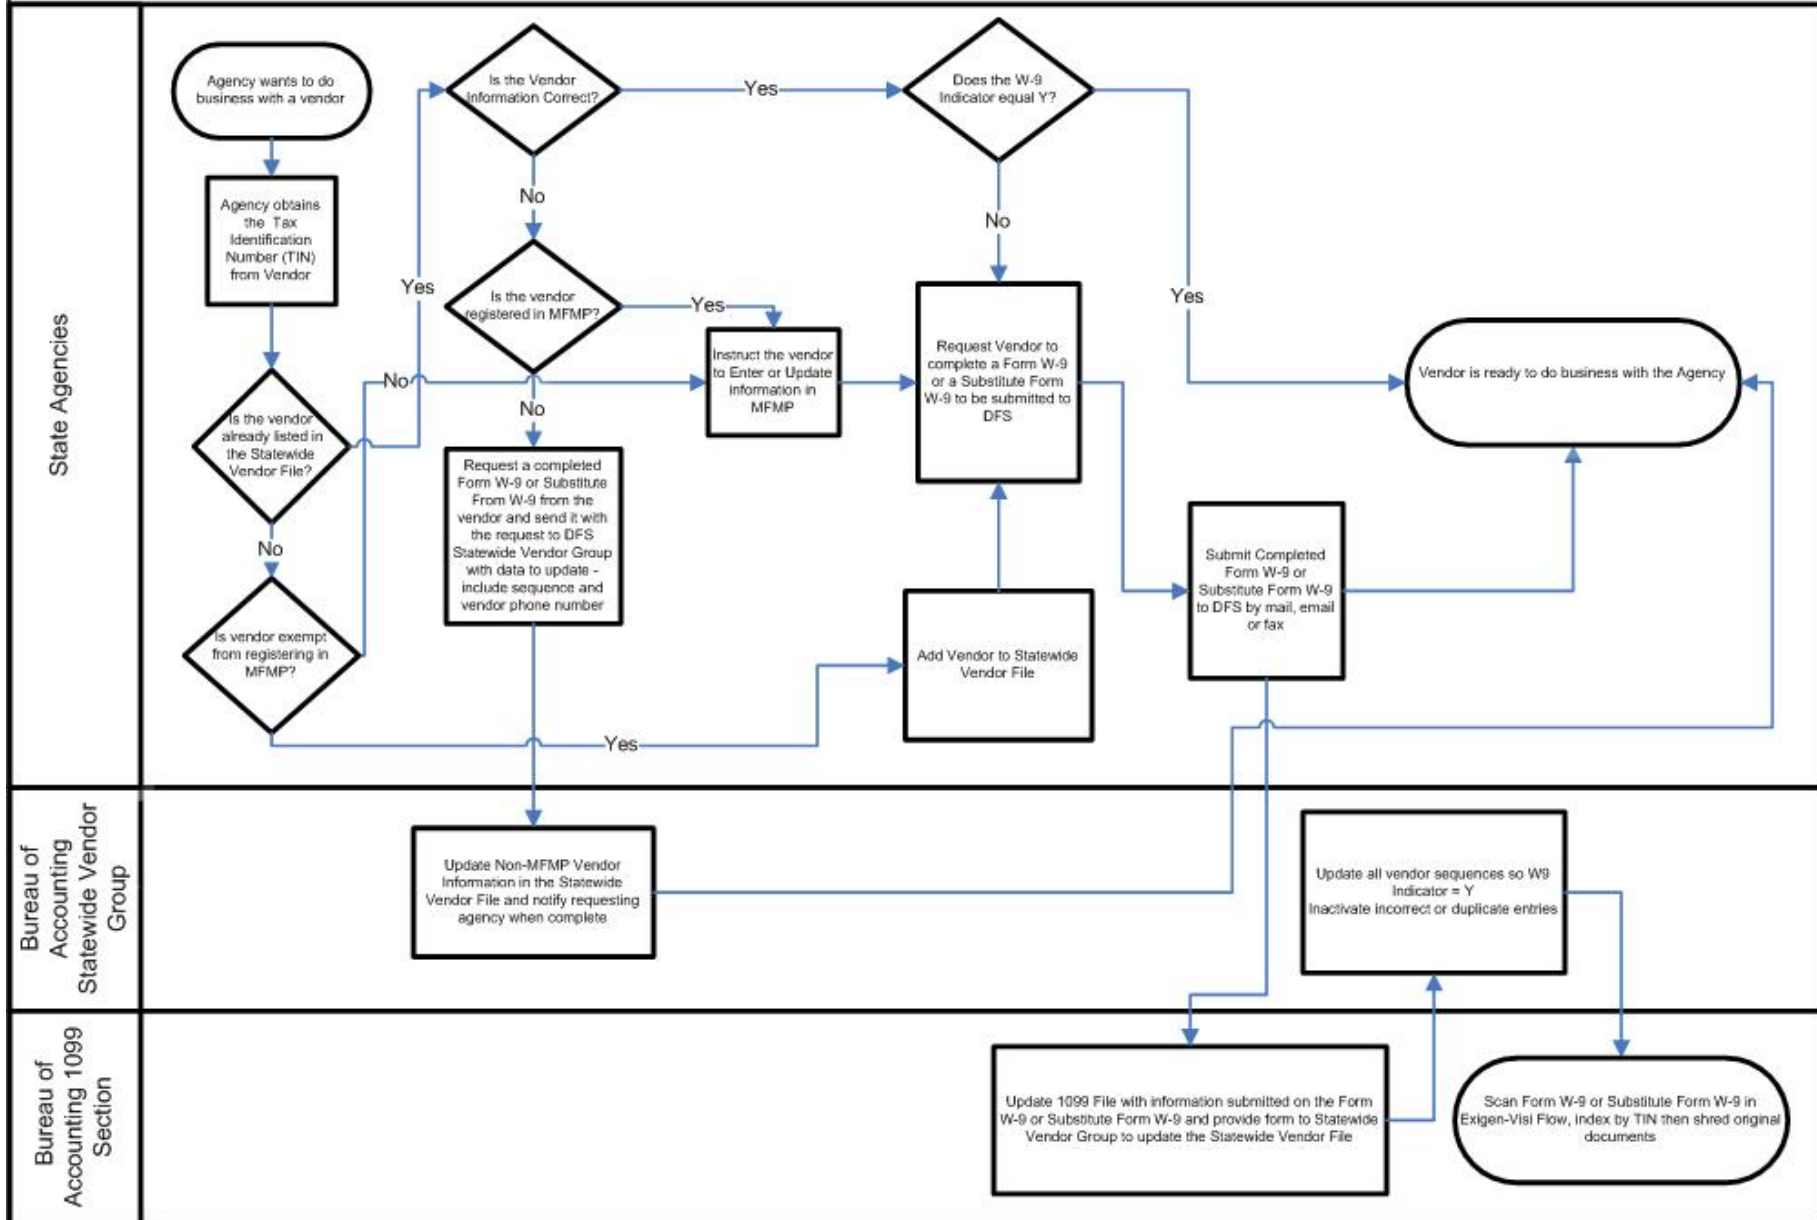 State Agencies
Agency wants to do
business with a vendor
Agency obtains
the Tax
Identification
Number (TIN)
from Vendor
Is the vendor
already listed in
the Statewide
Vendor File?
Yes
No
Is vendor exempt
from registering in
MFMP?
No
Yes
Is the Vendor
Information Correct?
Yes
No
Is the vendor
registered in MFMP?
Yes
No
Instruct the vendor
to Enter or Update
information in
MFMP
Request a completed
Form W-9 or Substitute
From W-9 from the
vendor and send it with
the request to DFS
Statewide Vendor Group
with data to update -
include sequence and
vendor phone number
Does the W-9
Indicator equal Y?
No
Yes
Request Vendor to
complete a Form W-9
or a Substitute Form
W-9 to be submitted to
DFS
Add Vendor to Statewide
Vendor File
Submit Completed
Form W-9 or
Substitute Form W-9
to DFS by mail, email
or fax
Vendor is ready to do business with the Agency
Bureau of
Accounting
Statewide Vendor
Group
Update Non-MFMP Vendor
Information in the Statewide
Vendor File and notify requesting
agency when complete
Update all vendor sequences so W9
Indicator = Y
Inactivate incorrect or duplicate entries
Bureau of
Accounting 1099
Section
Update 1099 File with information submitted on the Form
W-9 or Substitute Form W-9 and provide form to Statewide
Vendor Group to update the Statewide Vendor File
Scan Form W-9 or Substitute Form W-9 in
Exigen-Visi Flow, index by TIN then shred original
documents